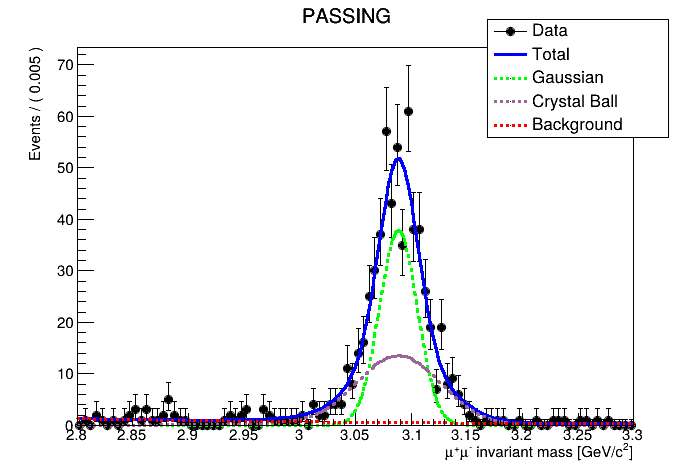 PASSING
Data
Total
Gaussian
Crystal Ball
Background
Events / ( 0.005 )
70
60
50
40
30
20
10
0
2.8 2.85 2.9 2.95 3 3.05 3.1 3.15 3.2 3.25 3.3
μ⁺μ⁻ invariant mass [GeV/c²]